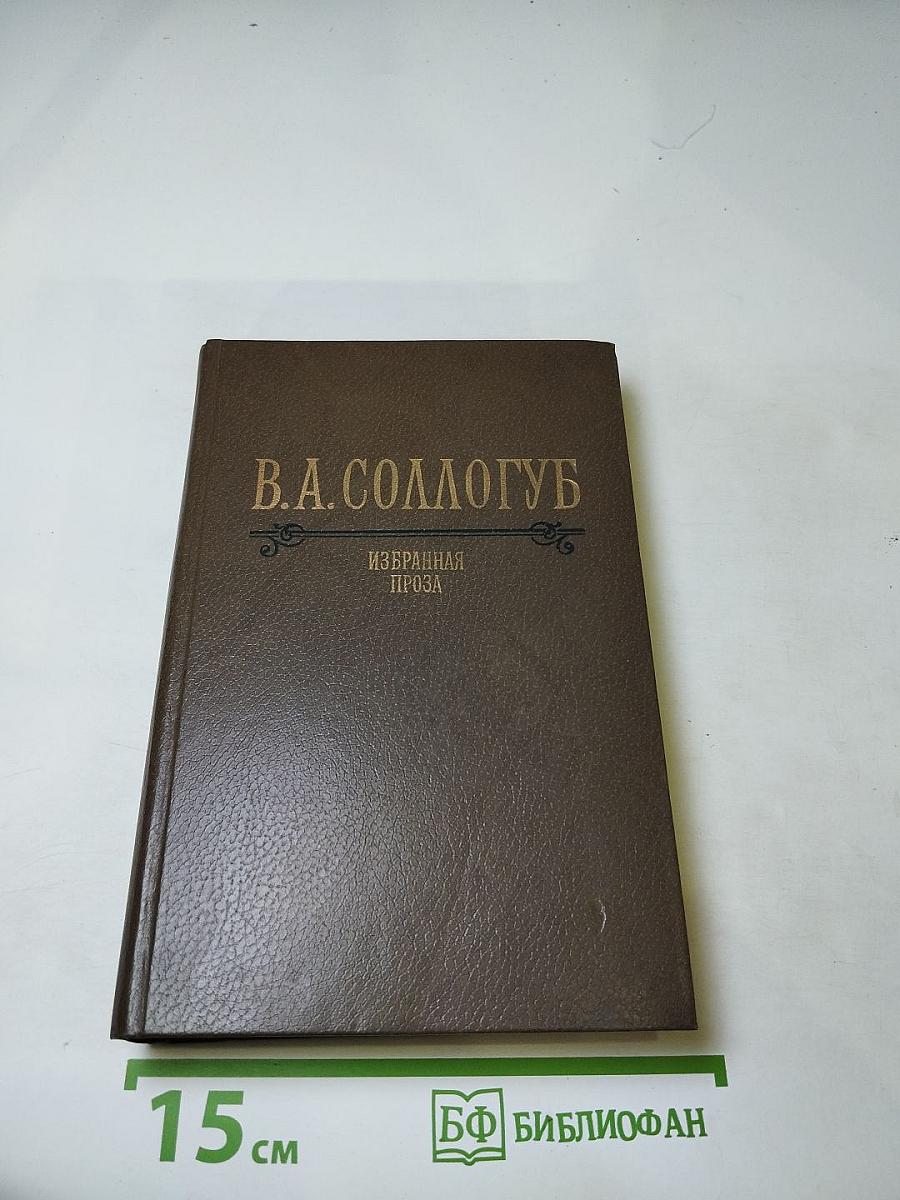 В. А. СОЛЛОГУБ
ИЗБРАННАЯ
ПРОЗА
15 см
БФ БИБЛИОФАН